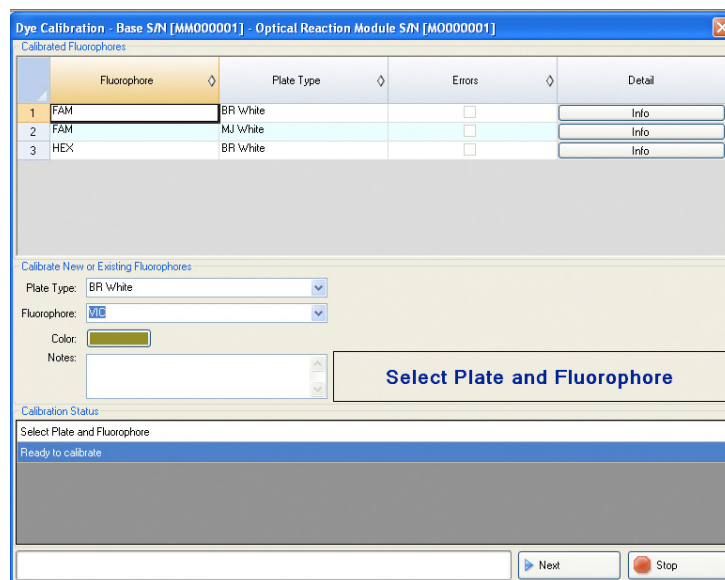 Dye Calibration - Base S/N [MM000001] - Optical Reaction Module S/N [MO000001]
Calibrated Fluorophores
Fluorophore Plate Type Errors Detail
1 FAM BR White Info
2 FAM MJ White Info
3 HEX BR White Info
Calibrate New or Existing Fluorophores
Plate Type: BR White
Fluorophore: VIC
Color:
Notes:
Select Plate and Fluorophore
Calibration Status
Select Plate and Fluorophore
Ready to calibrate
Next Stop